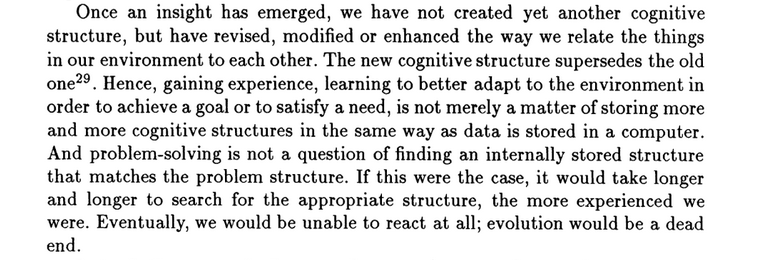 Once an insight has emerged, we have not created yet another cognitive
structure, but have revised, modified or enhanced the way we relate the things
in our environment to each other. The new cognitive structure supersedes the old
one²⁹. Hence, gaining experience, learning to better adapt to the environment in
order to achieve a goal or to satisfy a need, is not merely a matter of storing more
and more cognitive structures in the same way as data is stored in a computer.
And problem-solving is not a question of finding an internally stored structure
that matches the problem structure. If this were the case, it would take longer
and longer to search for the appropriate structure, the more experienced we
were. Eventually, we would be unable to react at all; evolution would be a dead
end.